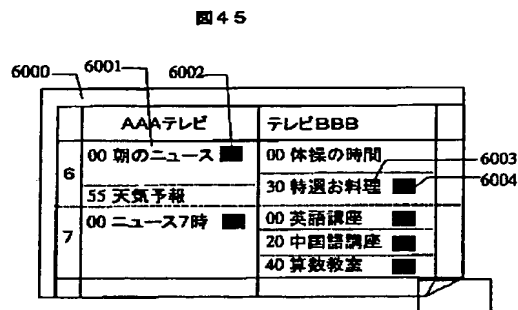 図45
6000 6001 6002
AAAテレビ テレビBBB
6 00 朝のニュース 00 体操の時間
6003
30 特選お料理
6004
55 天気予報
7 00 ニュース7時 00 英語講座
20 中国語講座
40 算数教室